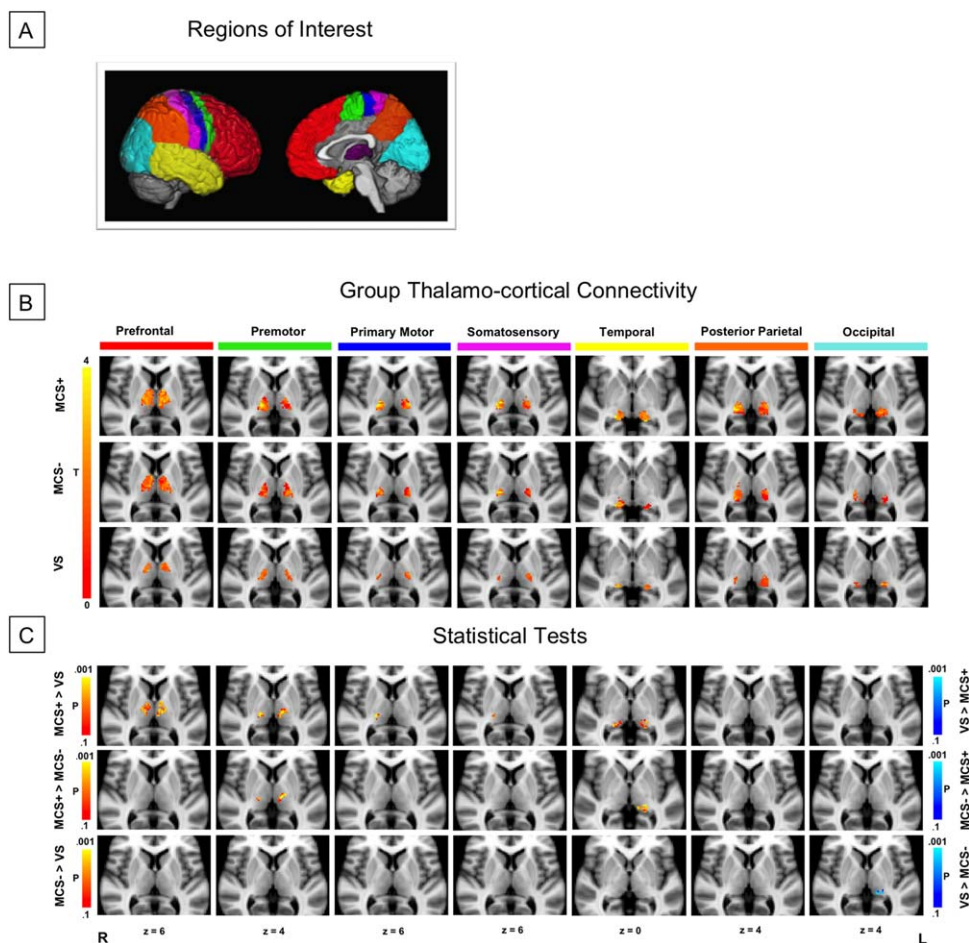 A
Regions of Interest
B
Group Thalamo-cortical Connectivity
Prefrontal Premotor Primary Motor Somatosensory Temporal Posterior Parietal Occipital
4
T
0
MCS+
MCS-
VS
C
Statistical Tests
MCS+ > VS
.001
P
.1
.001
P
.1
VS > MCS+
MCS+ > MCS-
.001
P
.1
.001
P
.1
MCS- > MCS+
MCS- > VS
.001
P
.1
.001
P
.1
VS > MCS-
R z = 6 z = 4 z = 6 z = 6 z = 0 z = 4 z = 4 L